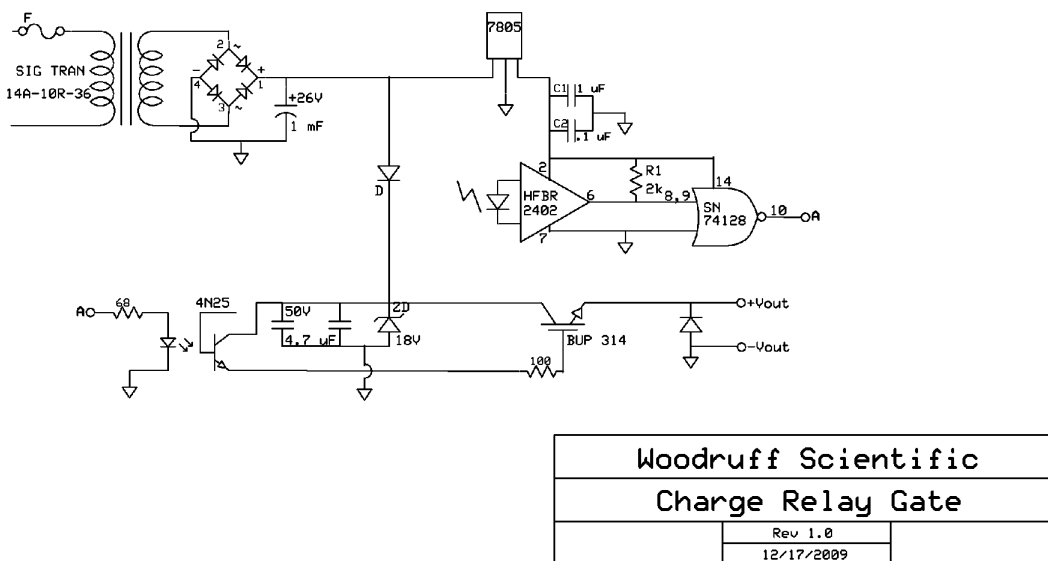 F
7805
SIG TRAN
14A-10R-36
2
~
-
+
4
1
3
~
+26V
1 mF
C1
1 uF
C2
.1 uF
D
2
R1
2k
14
HFBR
2402
6
8,9
SN
74128
10
A
7
A
68
4N25
50V
4.7 uF
ZD
18V
BUP 314
100
+Vout
-Vout
Woodruff Scientific
Charge Relay Gate
Rev 1.0
12/17/2009